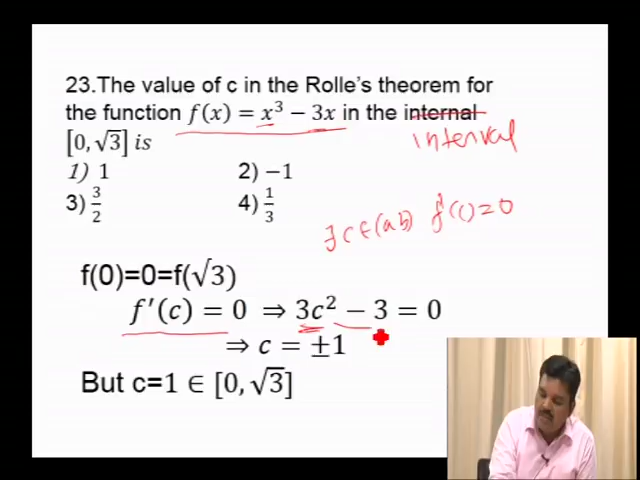 23.The value of c in the Rolle's theorem for
the function f(x) = x³ − 3x in the internal
interval
[0, √3] is
1) 1 2) −1
3) 3/2 4) 1/3
∃ c ∈ (a b) f'(c) = 0
f(0)=0=f(√3)
f′(c) = 0 ⇒ 3c² − 3 = 0
⇒ c = ±1
But c=1 ∈ [0, √3]